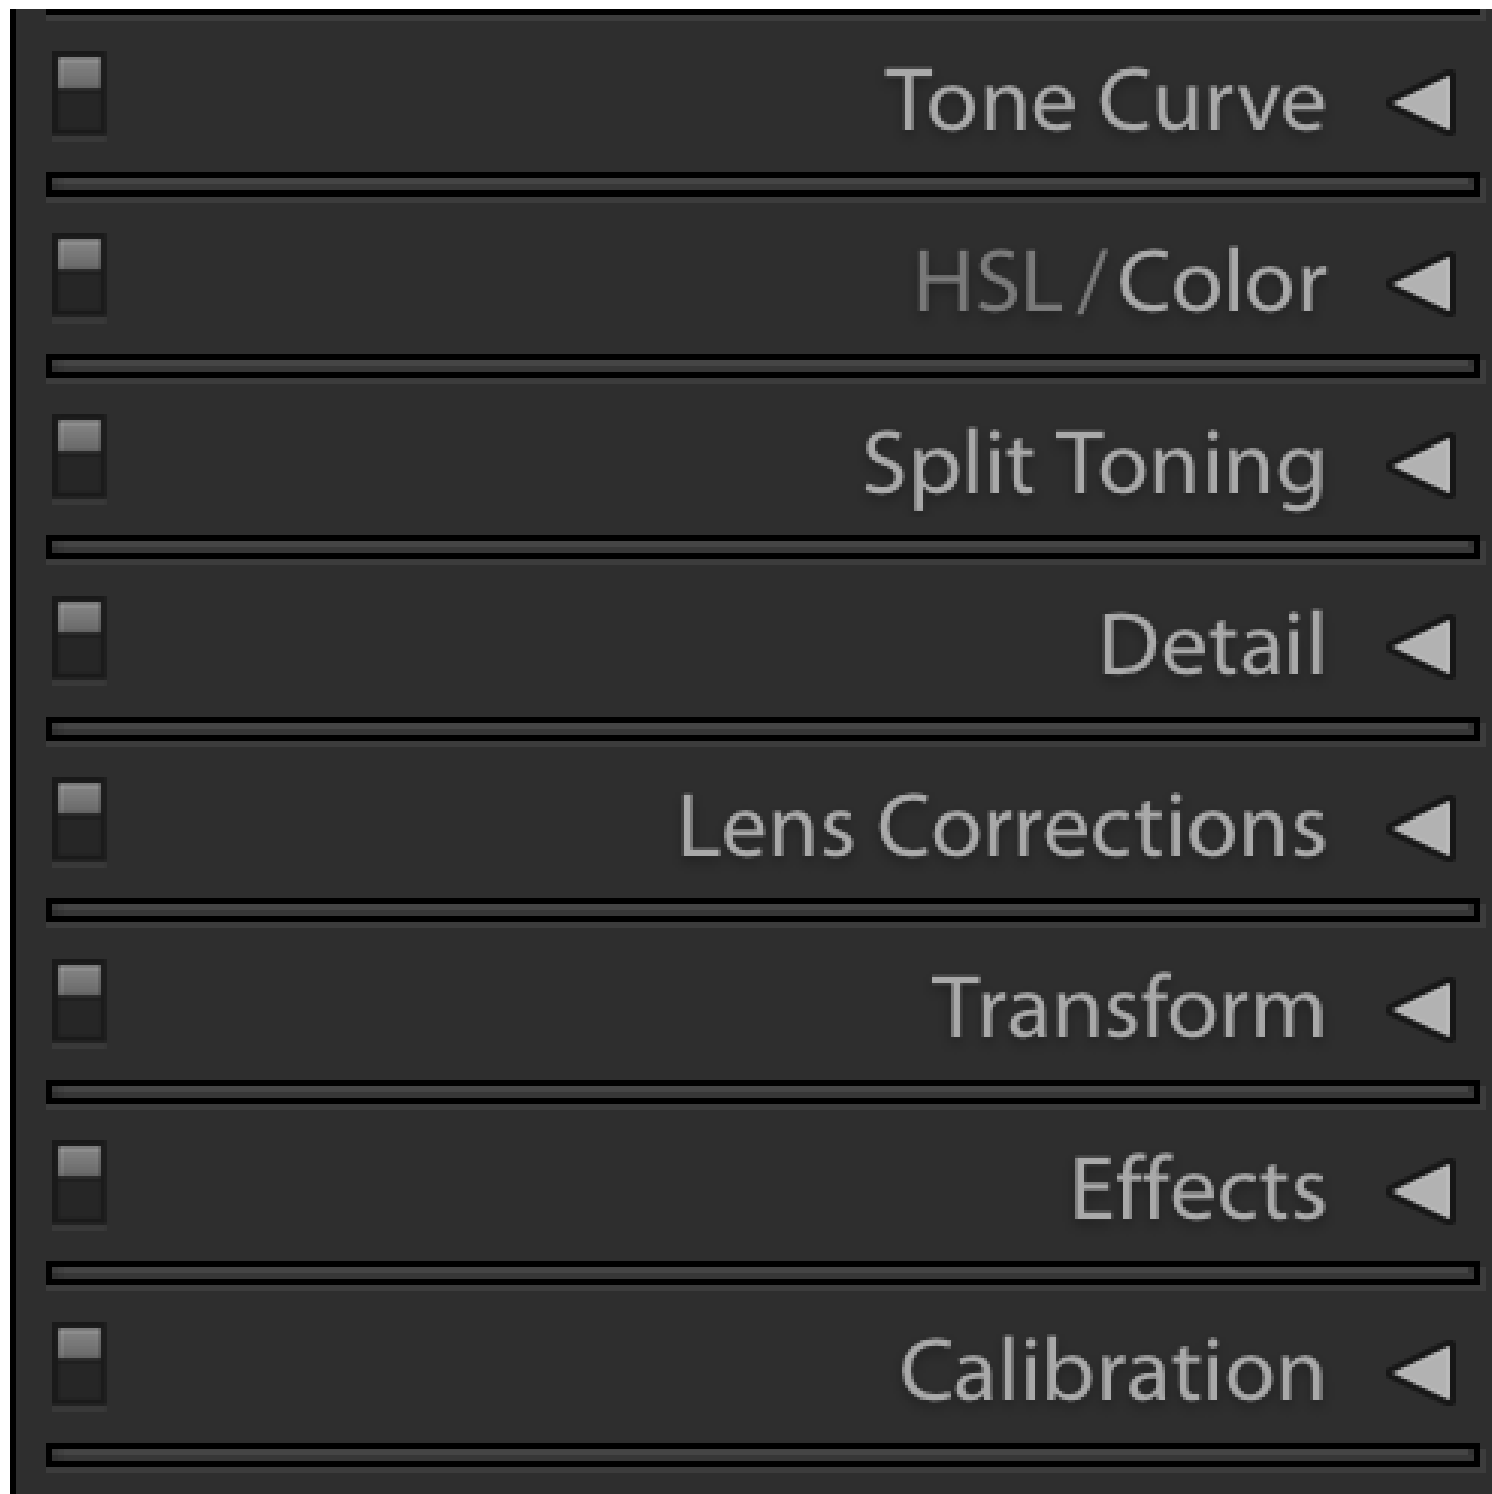 Tone Curve
HSL / Color
Split Toning
Detail
Lens Corrections
Transform
Effects
Calibration